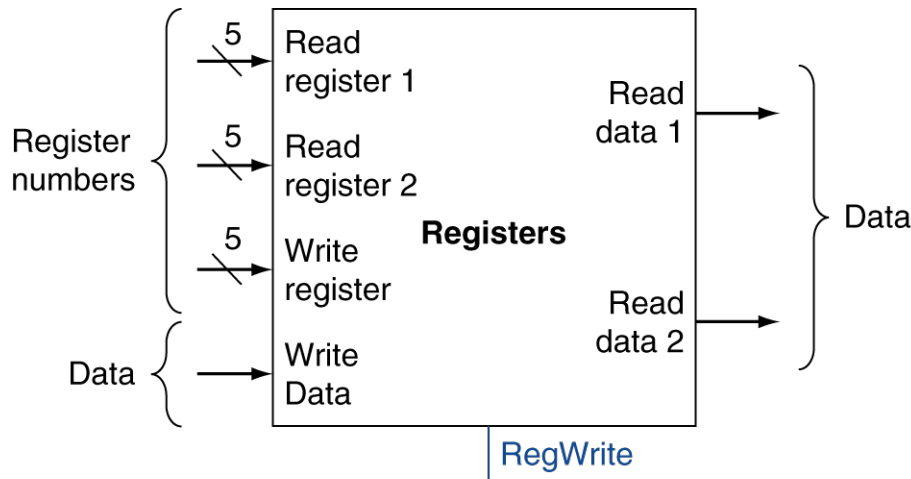 5
Read
register 1
5
Read
register 2
5
Write
register
Write
Data
Register
numbers
Data
Registers
Read
data 1
Read
data 2
Data
RegWrite